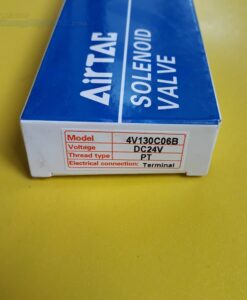 AirTAC
SOLENOID
VALVE
Model 4V130C06B
Voltage DC24V
Thread type PT
Electrical connection: Terminal